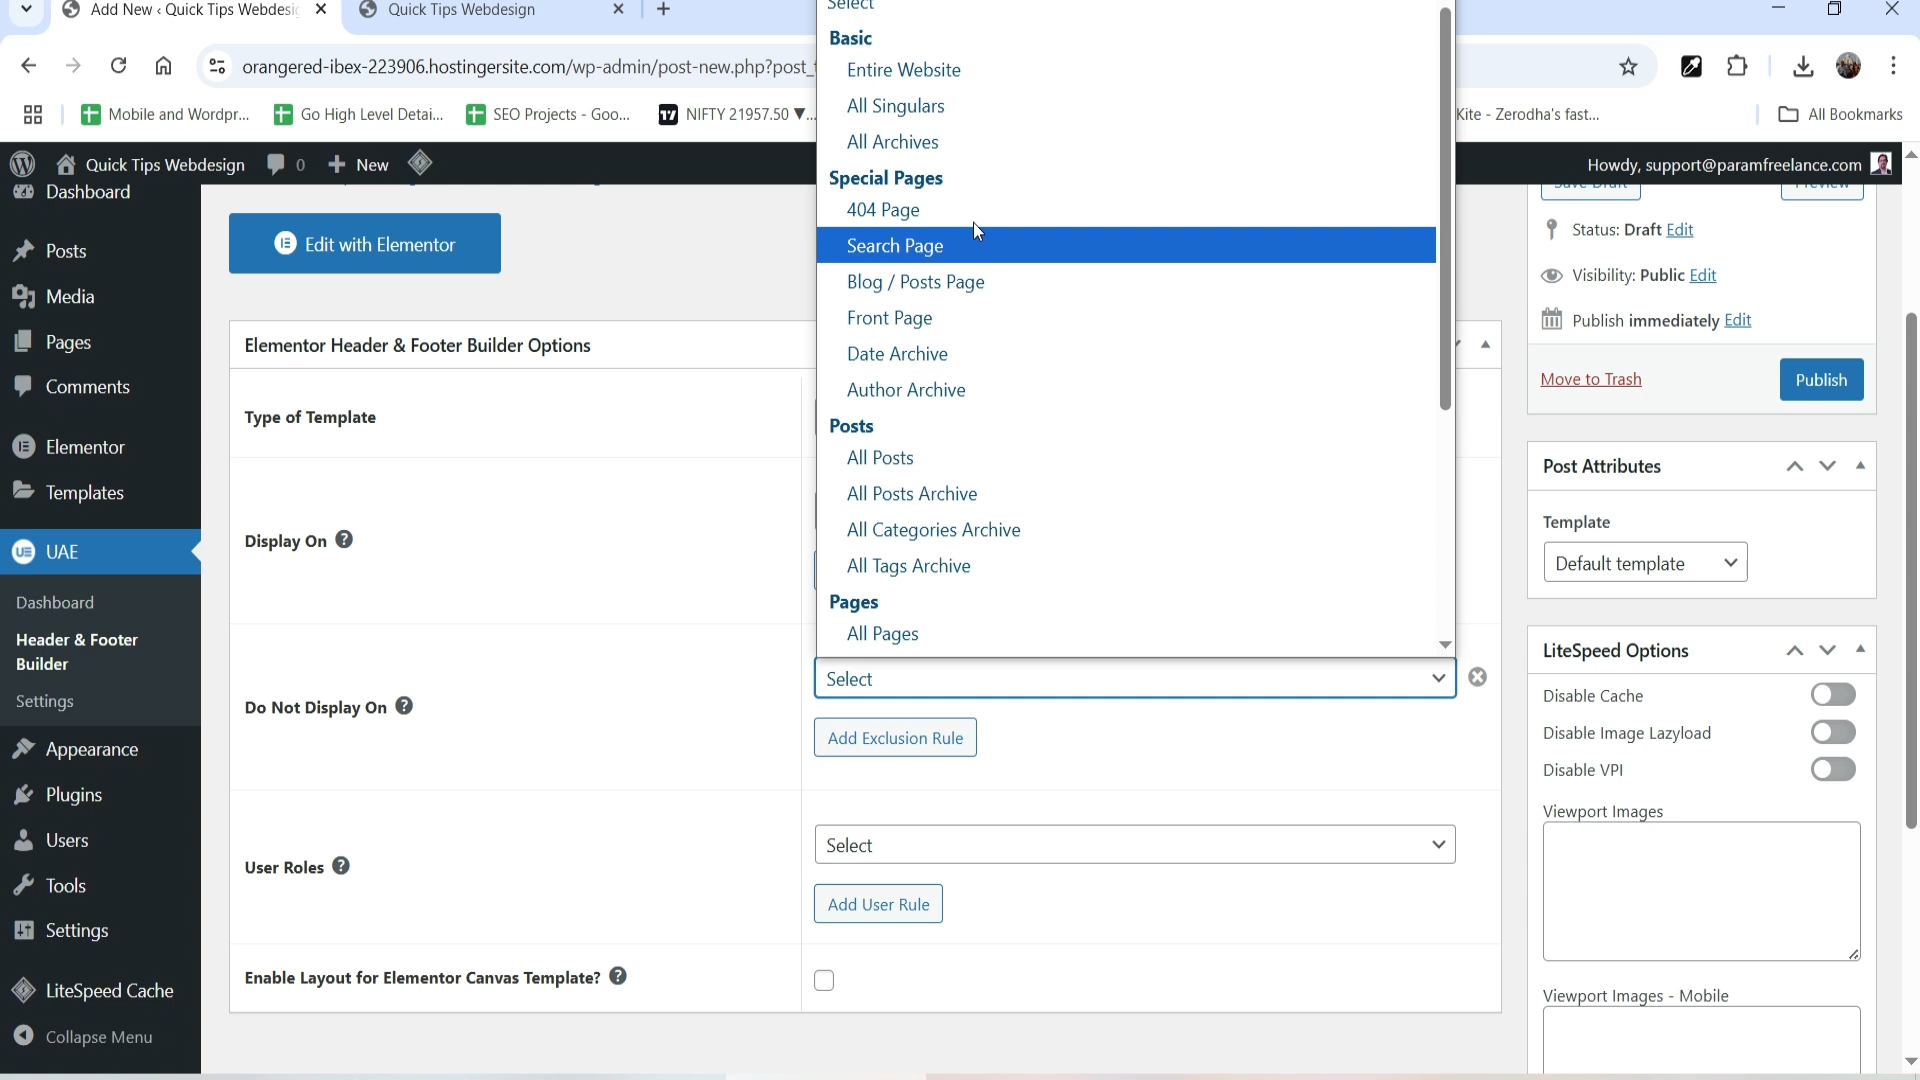 Add New ‹ Quick Tips Webdesig
Quick Tips Webdesign
orangered-ibex-223906.hostingersite.com/wp-admin/post-new.php?post_
Mobile and Wordpr...
Go High Level Detai...
SEO Projects - Goo...
NIFTY 21957.50 ▼...
Kite - Zerodha's fast...
All Bookmarks
Quick Tips Webdesign
0
New
Howdy, support@paramfreelance.com
Dashboard
Posts
Media
Pages
Comments
Elementor
Templates
UAE
Dashboard
Header & Footer
Builder
Settings
Appearance
Plugins
Users
Tools
Settings
LiteSpeed Cache
Collapse Menu
Edit with Elementor
Elementor Header & Footer Builder Options
Type of Template
Display On
Do Not Display On
User Roles
Enable Layout for Elementor Canvas Template?
Select
Basic
Entire Website
All Singulars
All Archives
Special Pages
404 Page
Search Page
Blog / Posts Page
Front Page
Date Archive
Author Archive
Posts
All Posts
All Posts Archive
All Categories Archive
All Tags Archive
Pages
All Pages
Select
Add Exclusion Rule
Select
Add User Rule
Save Draft
Preview
Status: Draft Edit
Visibility: Public Edit
Publish immediately Edit
Move to Trash
Publish
Post Attributes
Template
Default template
LiteSpeed Options
Disable Cache
Disable Image Lazyload
Disable VPI
Viewport Images
Viewport Images - Mobile